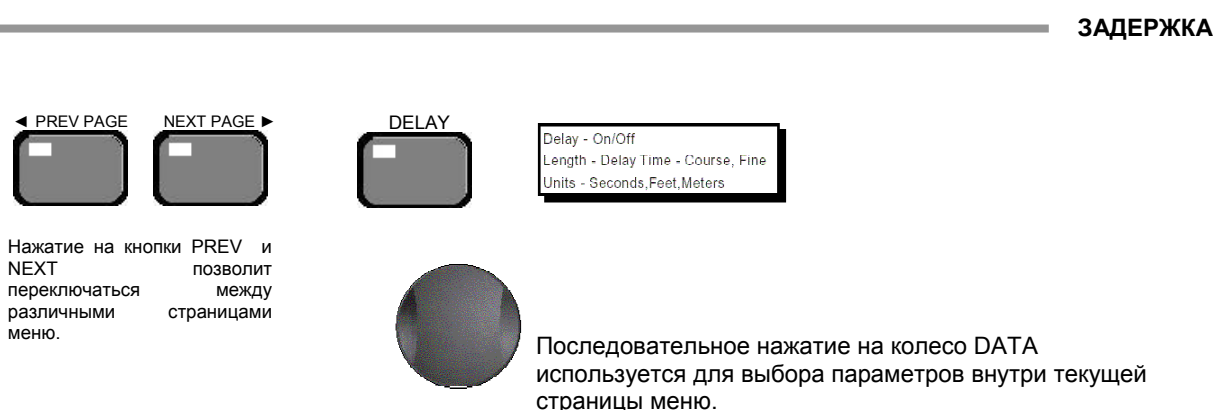 ЗАДЕРЖКА
◄ PREV PAGE
NEXT PAGE ►
DELAY
Delay - On/Off
Length - Delay Time - Course, Fine
Units - Seconds,Feet,Meters
Нажатие на кнопки PREV и
NEXT позволит
переключаться между
различными страницами
меню.
Последовательное нажатие на колесо DATA
используется для выбора параметров внутри текущей
страницы меню.